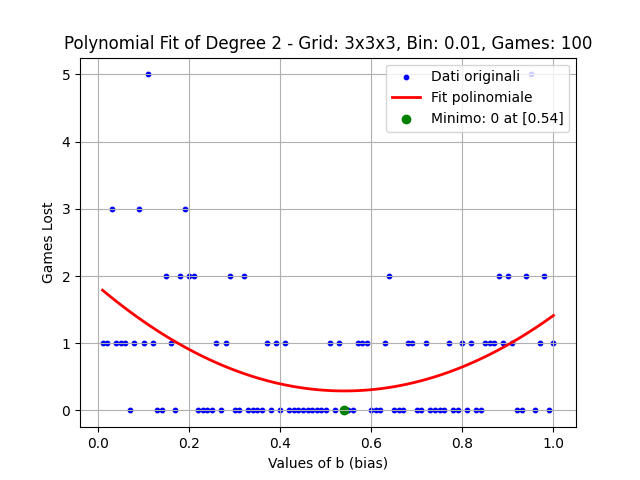 Polynomial Fit of Degree 2 - Grid: 3x3x3, Bin: 0.01, Games: 100
Dati originali
Fit polinomiale
Minimo: 0 at [0.54]
5
4
3
2
1
0
Games Lost
0.0 0.2 0.4 0.6 0.8 1.0
Values of b (bias)